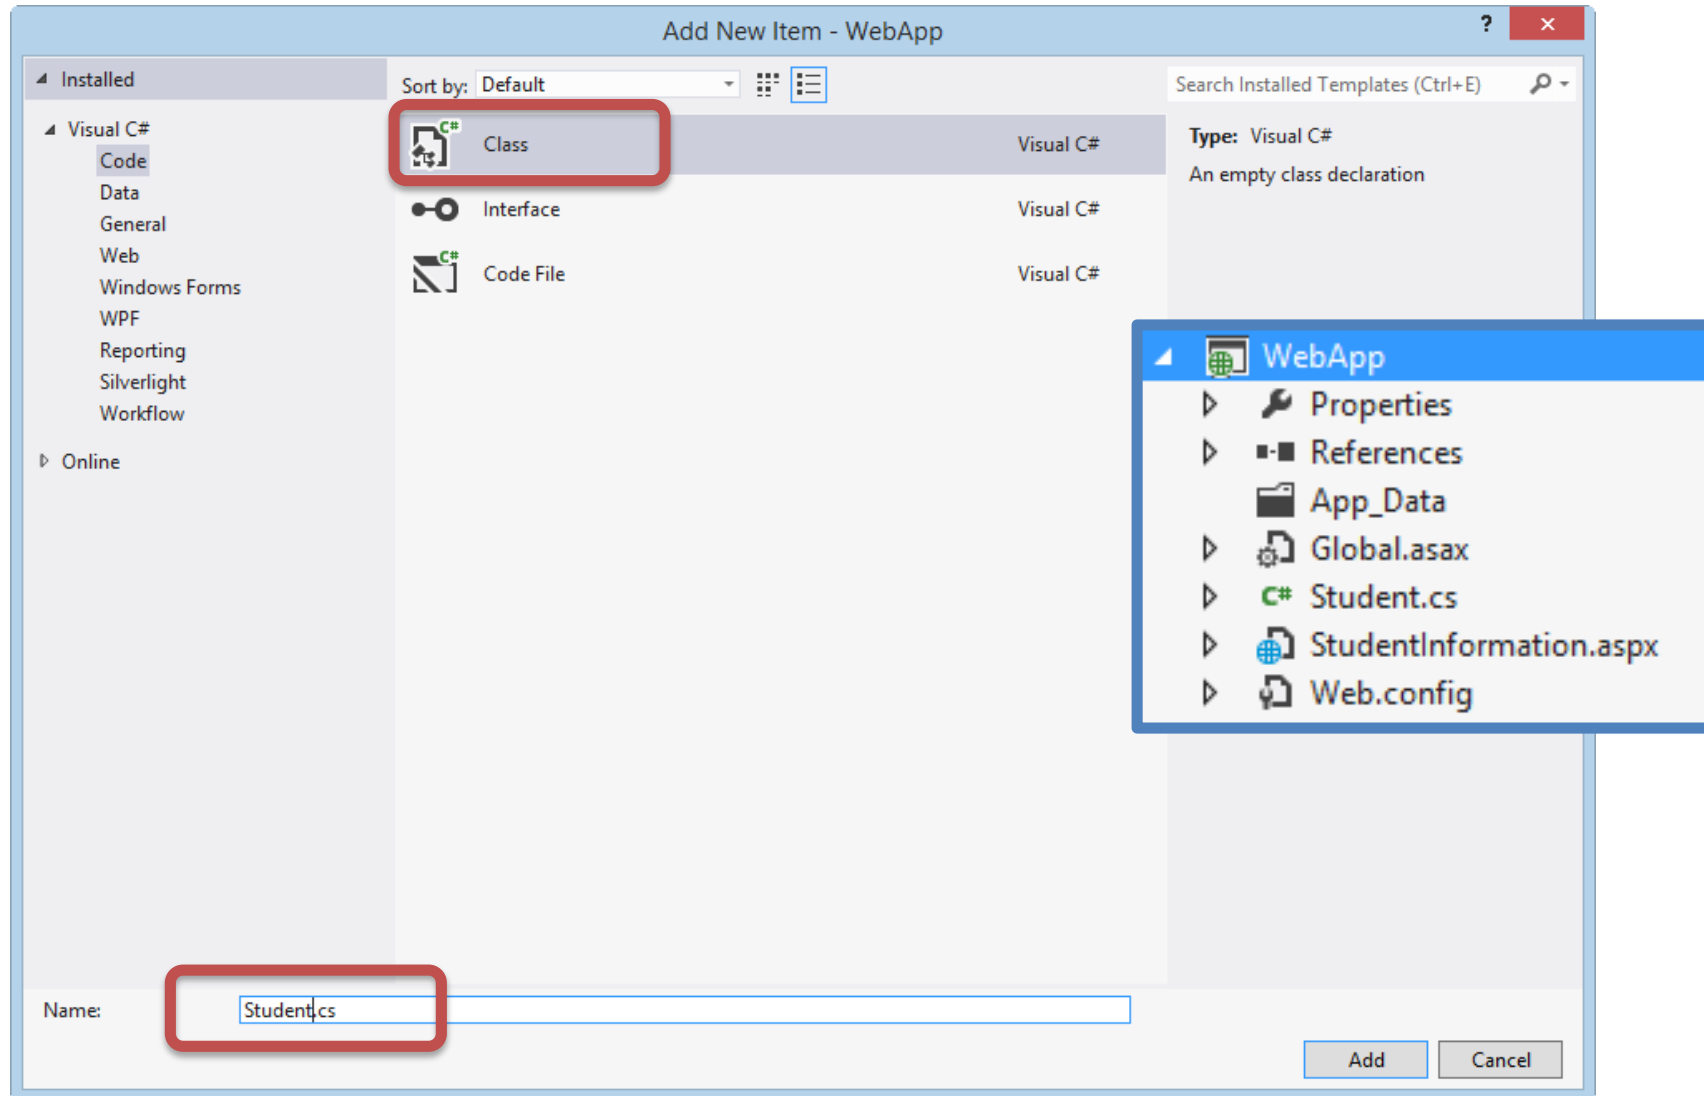 Add New Item - WebApp
?
Installed
Sort by: Default
Search Installed Templates (Ctrl+E)
Visual C#
Code
Data
General
Web
Windows Forms
WPF
Reporting
Silverlight
Workflow
Online
C# Class Visual C#
Interface Visual C#
C# Code File Visual C#
Type: Visual C#
An empty class declaration
WebApp
Properties
References
App_Data
Global.asax
C# Student.cs
StudentInformation.aspx
Web.config
Name: Student.cs
Add Cancel